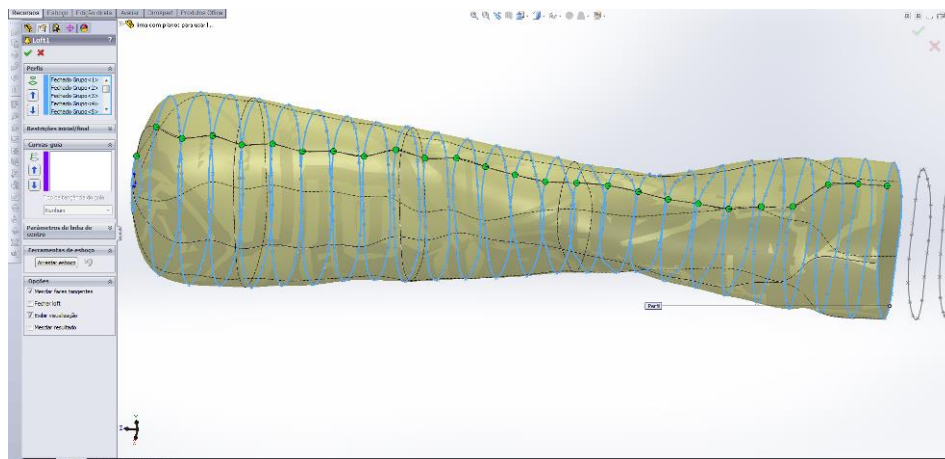 Recursos
Esboço
Edição direta
Avaliar
Dimxpert
Produtos Office
Loft1
?
Perfis
Fechado Grupo<1>
Fechado Grupo<2>
Fechado Grupo<3>
Fechado Grupo<4>
Fechado Grupo<5>
Restrições inicial/final
Curvas guia
Nenhum
Parâmetros de linha de
centro
Ferramentas de esboço
Arrastar esboço
Opções
Mesclar faces tangentes
Fechar loft
Exibir visualização
Mesclar resultado
Perfil